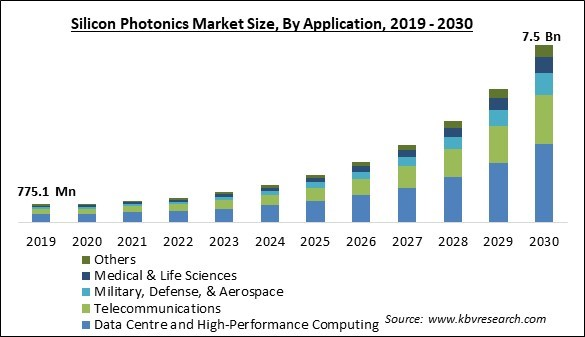 Silicon Photonics Market Size, By Application, 2019 - 2030
7.5 Bn
775.1 Mn
2019 2020 2021 2022 2023 2024 2025 2026 2027 2028 2029 2030
Others
Medical & Life Sciences
Military, Defense, & Aerospace
Telecommunications
Data Centre and High-Performance Computing
Source: www.kbvresearch.com